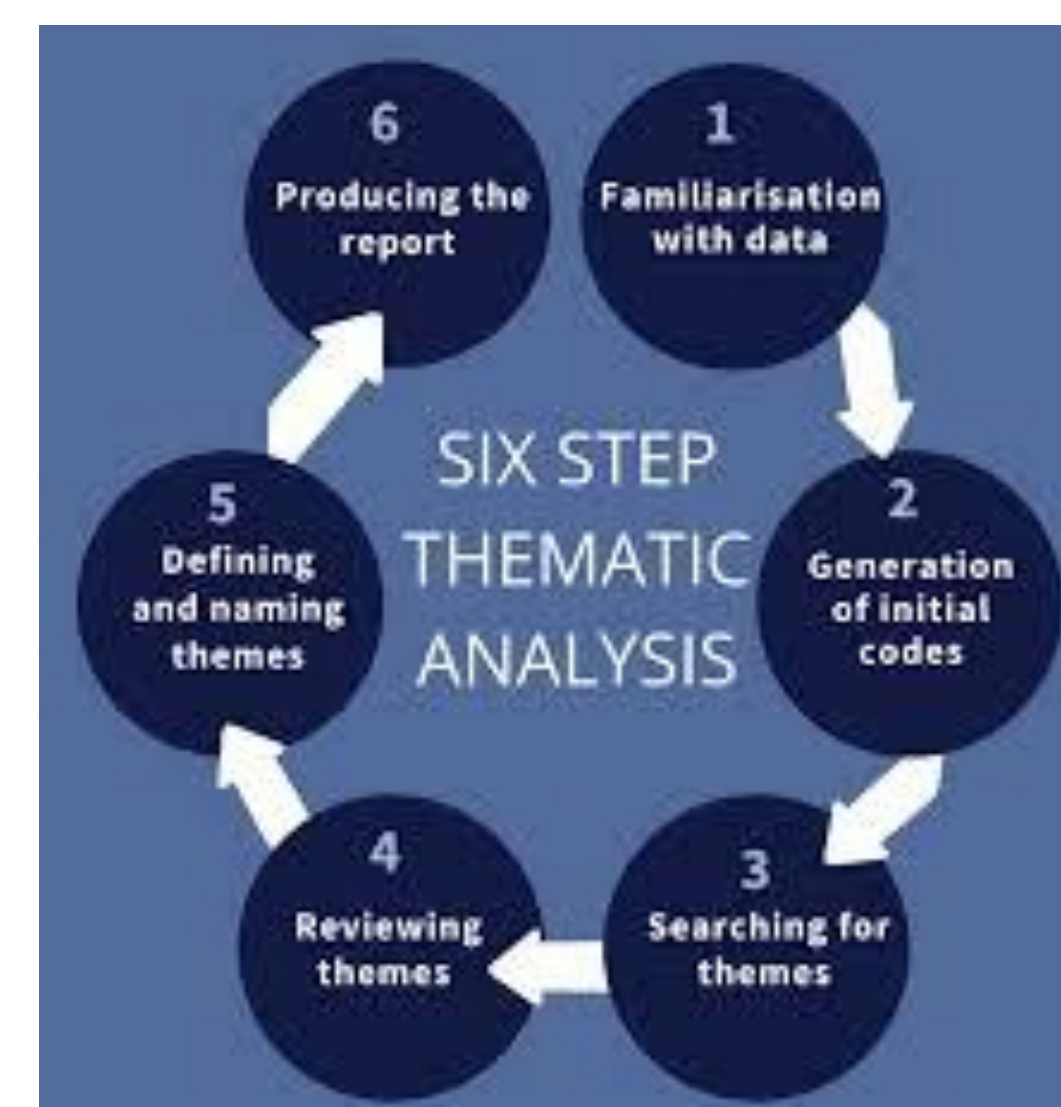 SIX STEP
THEMATIC
ANALYSIS
1
Familiarisation
with data
2
Generation
of initial
codes
3
Searching for
themes
4
Reviewing
themes
5
Defining
and naming
themes
6
Producing the
report